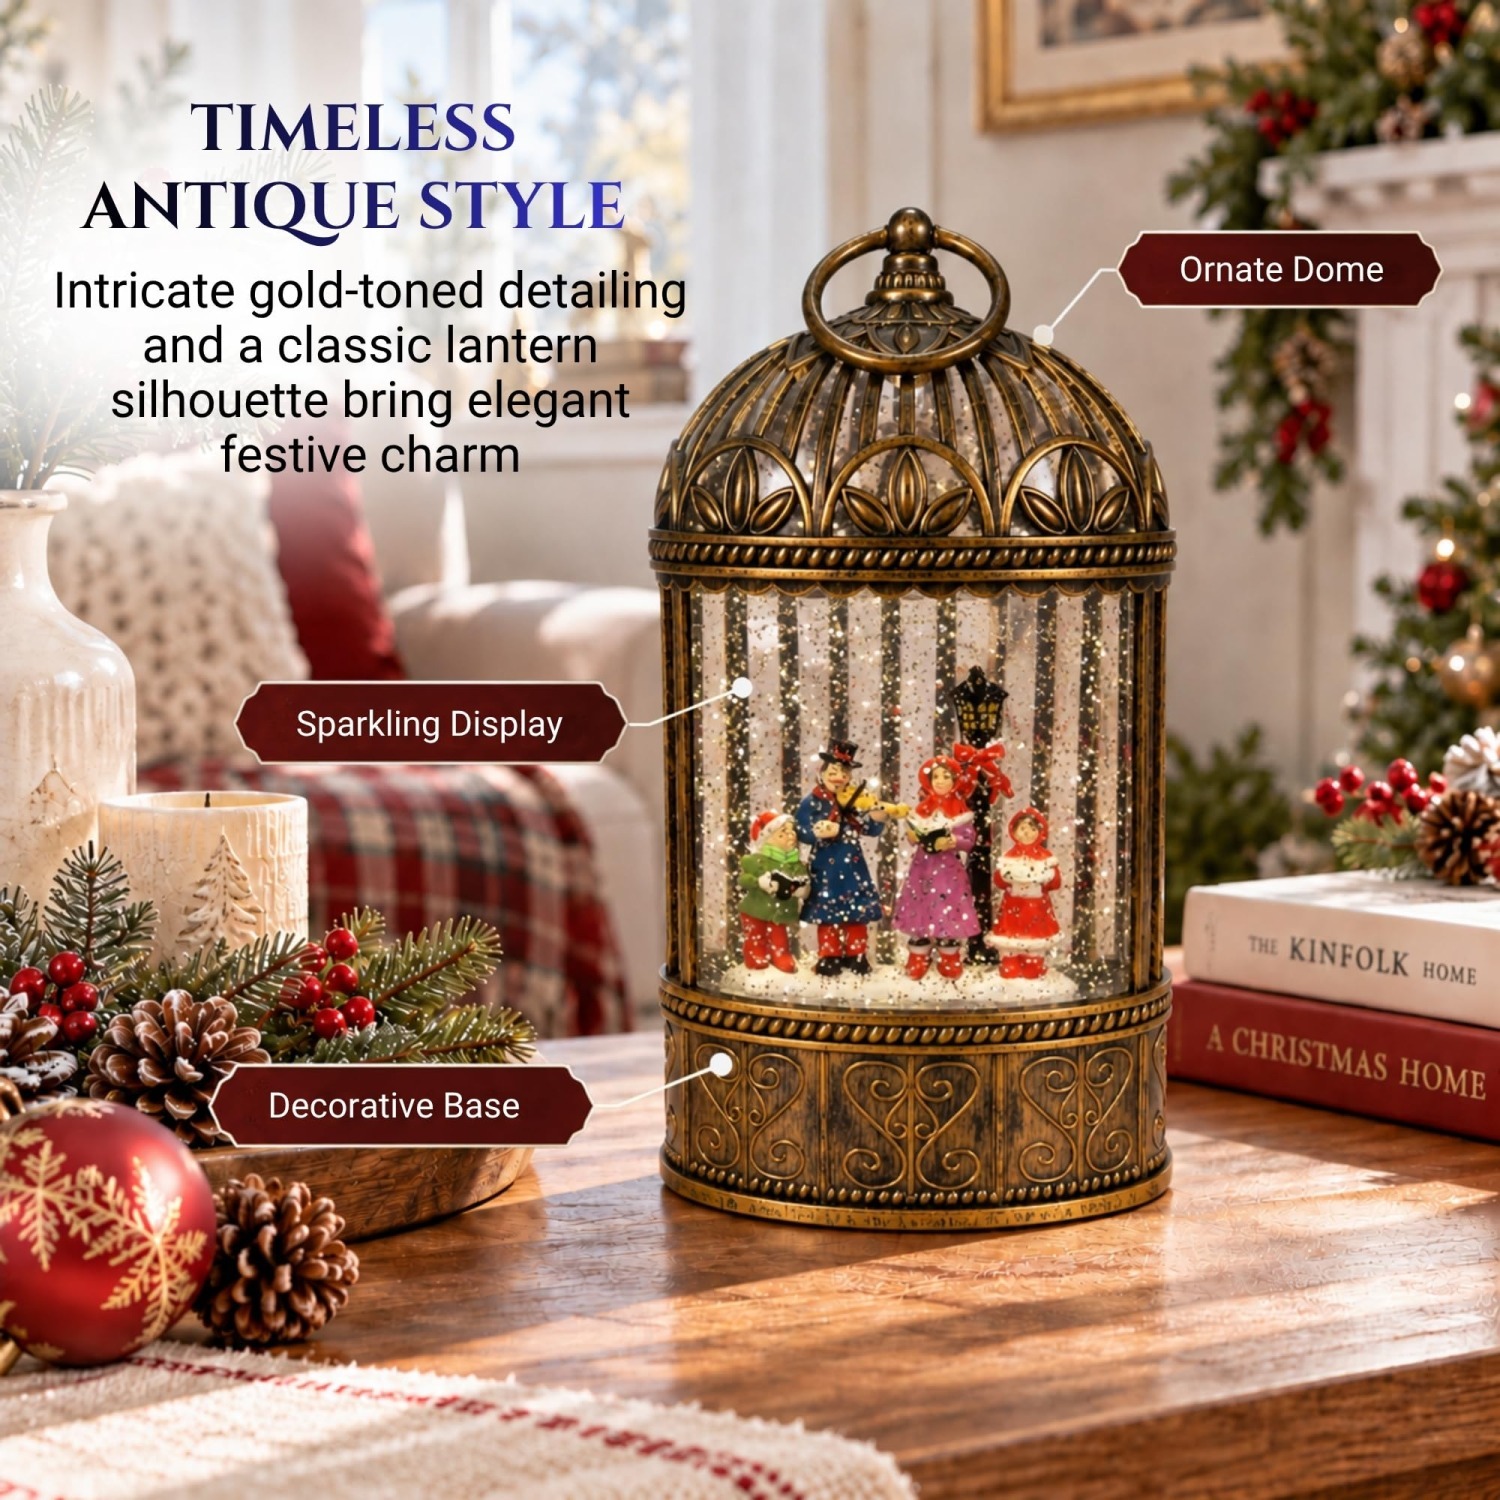 TIMELESS
ANTIQUE STYLE
Intricate gold-toned detailing
and a classic lantern
silhouette bring elegant
festive charm
Ornate Dome
Sparkling Display
Decorative Base
THE KINFOLK HOME
A CHRISTMAS HOME